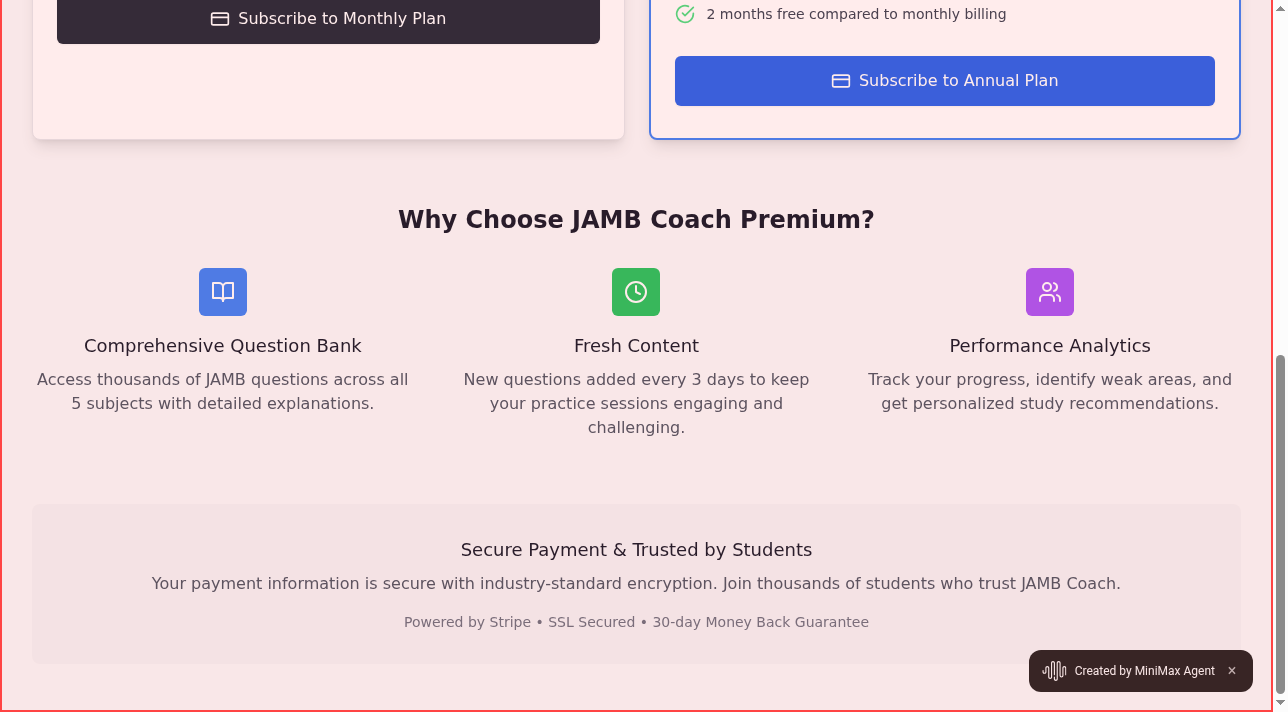 Subscribe to Monthly Plan
2 months free compared to monthly billing
Subscribe to Annual Plan
Why Choose JAMB Coach Premium?
Comprehensive Question Bank
Access thousands of JAMB questions across all
5 subjects with detailed explanations.
Fresh Content
New questions added every 3 days to keep
your practice sessions engaging and
challenging.
Performance Analytics
Track your progress, identify weak areas, and
get personalized study recommendations.
Secure Payment & Trusted by Students
Your payment information is secure with industry-standard encryption. Join thousands of students who trust JAMB Coach.
Powered by Stripe • SSL Secured • 30-day Money Back Guarantee
Created by MiniMax Agent ×